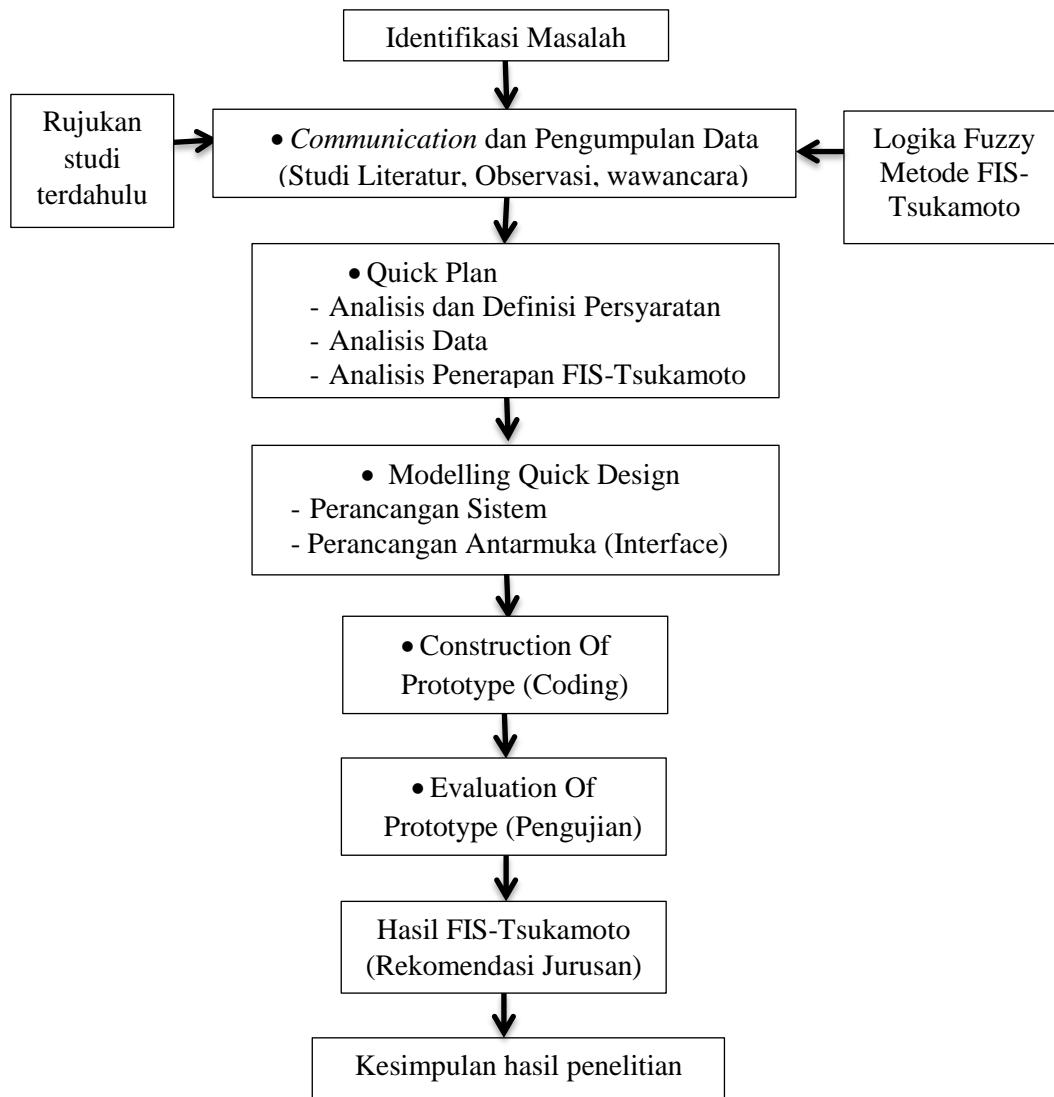 Identifikasi Masalah
Rujukan
studi
terdahulu
• Communication dan Pengumpulan Data
(Studi Literatur, Observasi, wawancara)
Logika Fuzzy
Metode FIS-
Tsukamoto
• Quick Plan
- Analisis dan Definisi Persyaratan
- Analisis Data
- Analisis Penerapan FIS-Tsukamoto
• Modelling Quick Design
- Perancangan Sistem
- Perancangan Antarmuka (Interface)
• Construction Of
Prototype (Coding)
• Evaluation Of
Prototype (Pengujian)
Hasil FIS-Tsukamoto
(Rekomendasi Jurusan)
Kesimpulan hasil penelitian